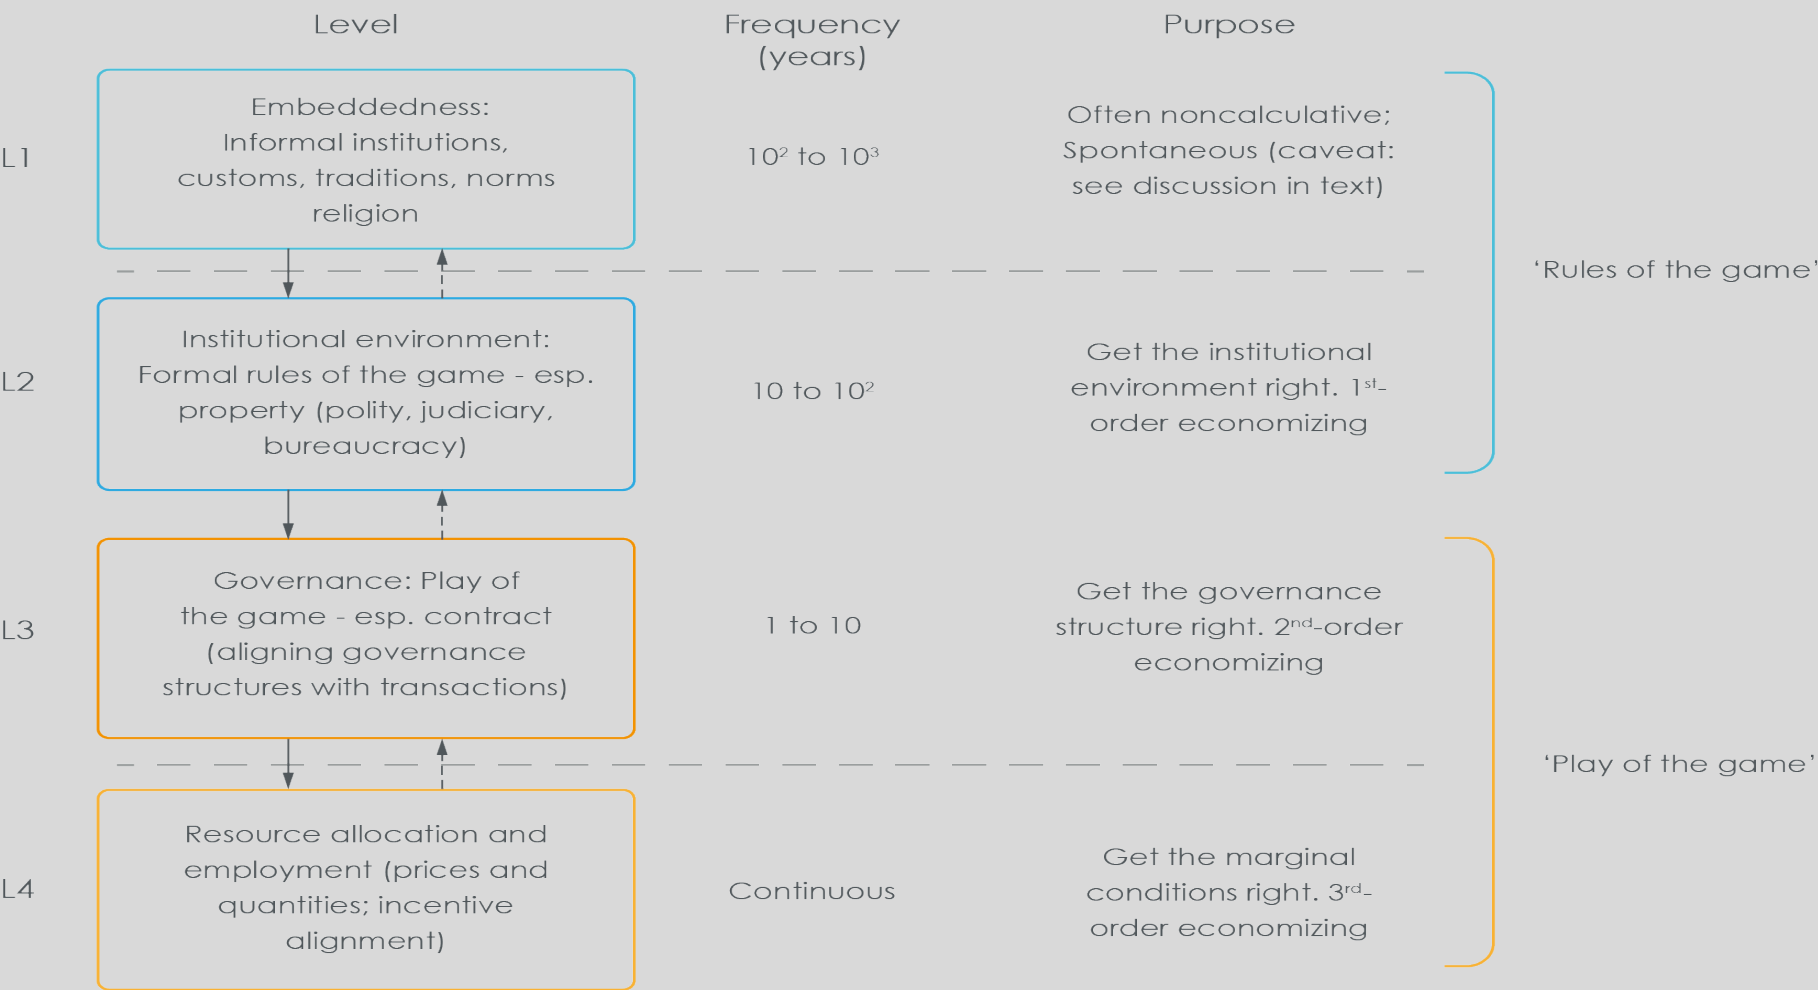 Level
Frequency
(years)
Purpose
L1
Embeddedness:
Informal institutions,
customs, traditions, norms
religion
10² to 10³
Often noncalculative;
Spontaneous (caveat:
see discussion in text)
‘Rules of the game’
L2
Institutional environment:
Formal rules of the game - esp.
property (polity, judiciary,
bureaucracy)
10 to 10²
Get the institutional
environment right. 1ˢᵗ-
order economizing
L3
Governance: Play of
the game - esp. contract
(aligning governance
structures with transactions)
1 to 10
Get the governance
structure right. 2ⁿᵈ-order
economizing
‘Play of the game’
L4
Resource allocation and
employment (prices and
quantities; incentive
alignment)
Continuous
Get the marginal
conditions right. 3ʳᵈ-
order economizing